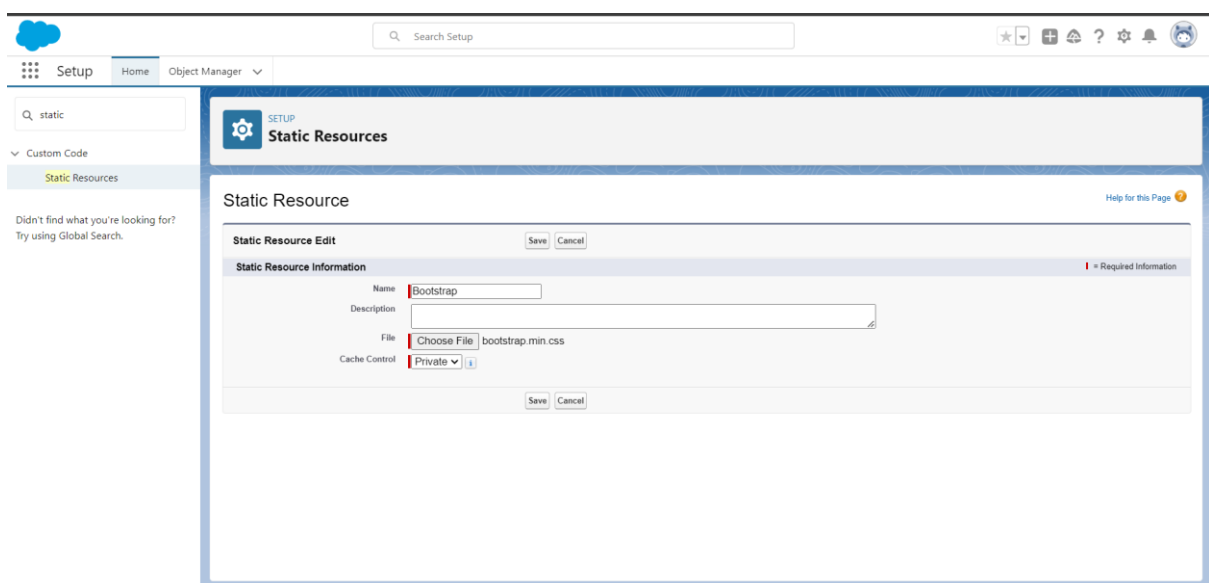 Search Setup
Setup Home Object Manager
static
Custom Code
Static Resources
Didn't find what you're looking for?
Try using Global Search.
SETUP
Static Resources
Static Resource
Help for this Page ?
Static Resource Edit Save Cancel
Static Resource Information = Required Information
Name Bootstrap
Description
File Choose File bootstrap.min.css
Cache Control Private i
Save Cancel